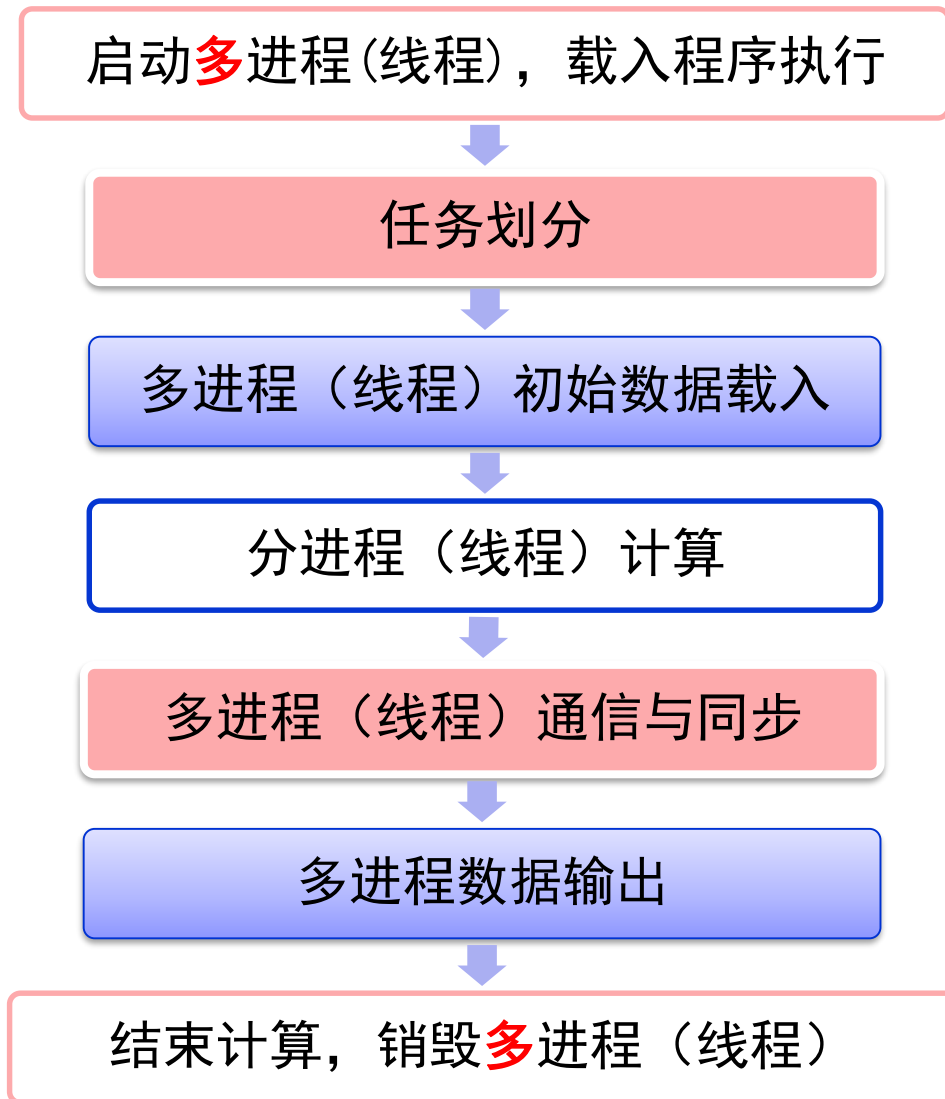 启动多进程(线程)，载入程序执行
任务划分
多进程（线程）初始数据载入
分进程（线程）计算
多进程（线程）通信与同步
多进程数据输出
结束计算，销毁多进程（线程）